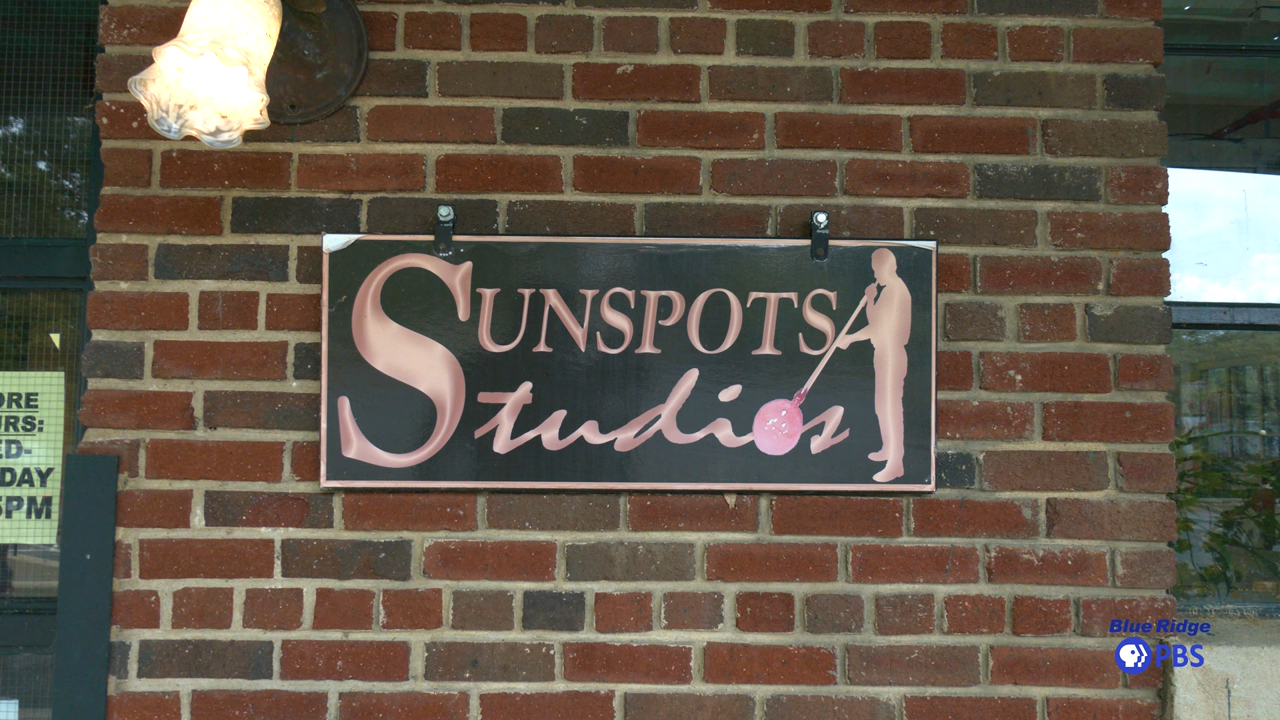 SUNSPOTS
Studios
ORE
URS:
ED-
DAY
5PM
Blue Ridge
PBS